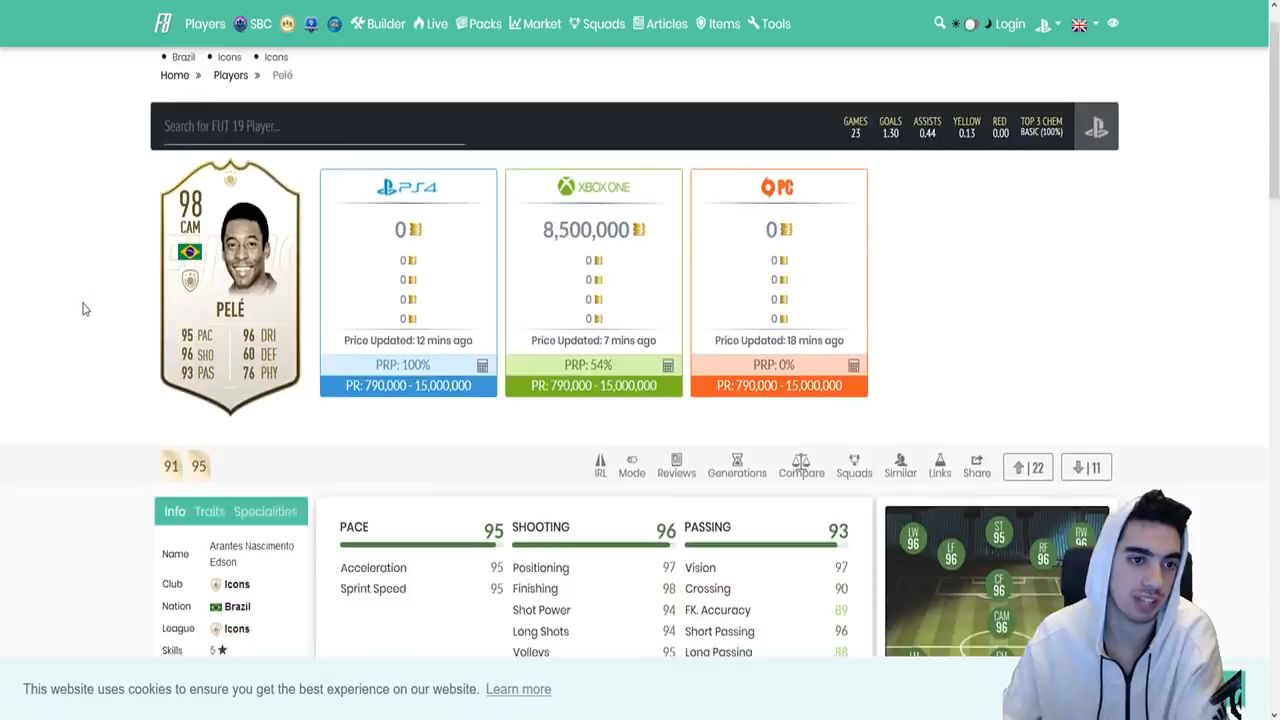 F8 Players SBC Builder Live Packs Market Squads Articles Items Tools Login
• Brazil • Icons • Icons
Home » Players » Pelé
Search for FUT 19 Player...
GAMES 23 GOALS 1.30 ASSISTS 0.44 YELLOW 0.13 RED 0.00 TOP 3 CHEM BASIC (100%)
98
CAM
PELÉ
95 PAC 96 DRI
96 SHO 60 DEF
93 PAS 76 PHY
PS4
0
0
0
0
0
Price Updated: 12 mins ago
PRP: 100%
PR: 790,000 - 15,000,000
XBOX ONE
8,500,000
0
0
0
0
Price Updated: 7 mins ago
PRP: 54%
PR: 790,000 - 15,000,000
PC
0
0
0
0
0
Price Updated: 18 mins ago
PRP: 0%
PR: 790,000 - 15,000,000
91 95
IRL Mode Reviews Generations Compare Squads Similar Links Share | 22 | 11
Info Traits Specialities
Name Arantes Nascimento Edson
Club Icons
Nation Brazil
League Icons
Skills 5★
PACE 95
Acceleration 95
Sprint Speed 95
SHOOTING 96
Positioning 97
Finishing 98
Shot Power 94
Long Shots 94
Volleys 95
PASSING 93
Vision 97
Crossing 90
FK. Accuracy 89
Short Passing 96
Long Passing 88
LW 96
LF 96
ST 95
RF 96
RW 96
CF 96
CAM 96
This website uses cookies to ensure you get the best experience on our website. Learn more